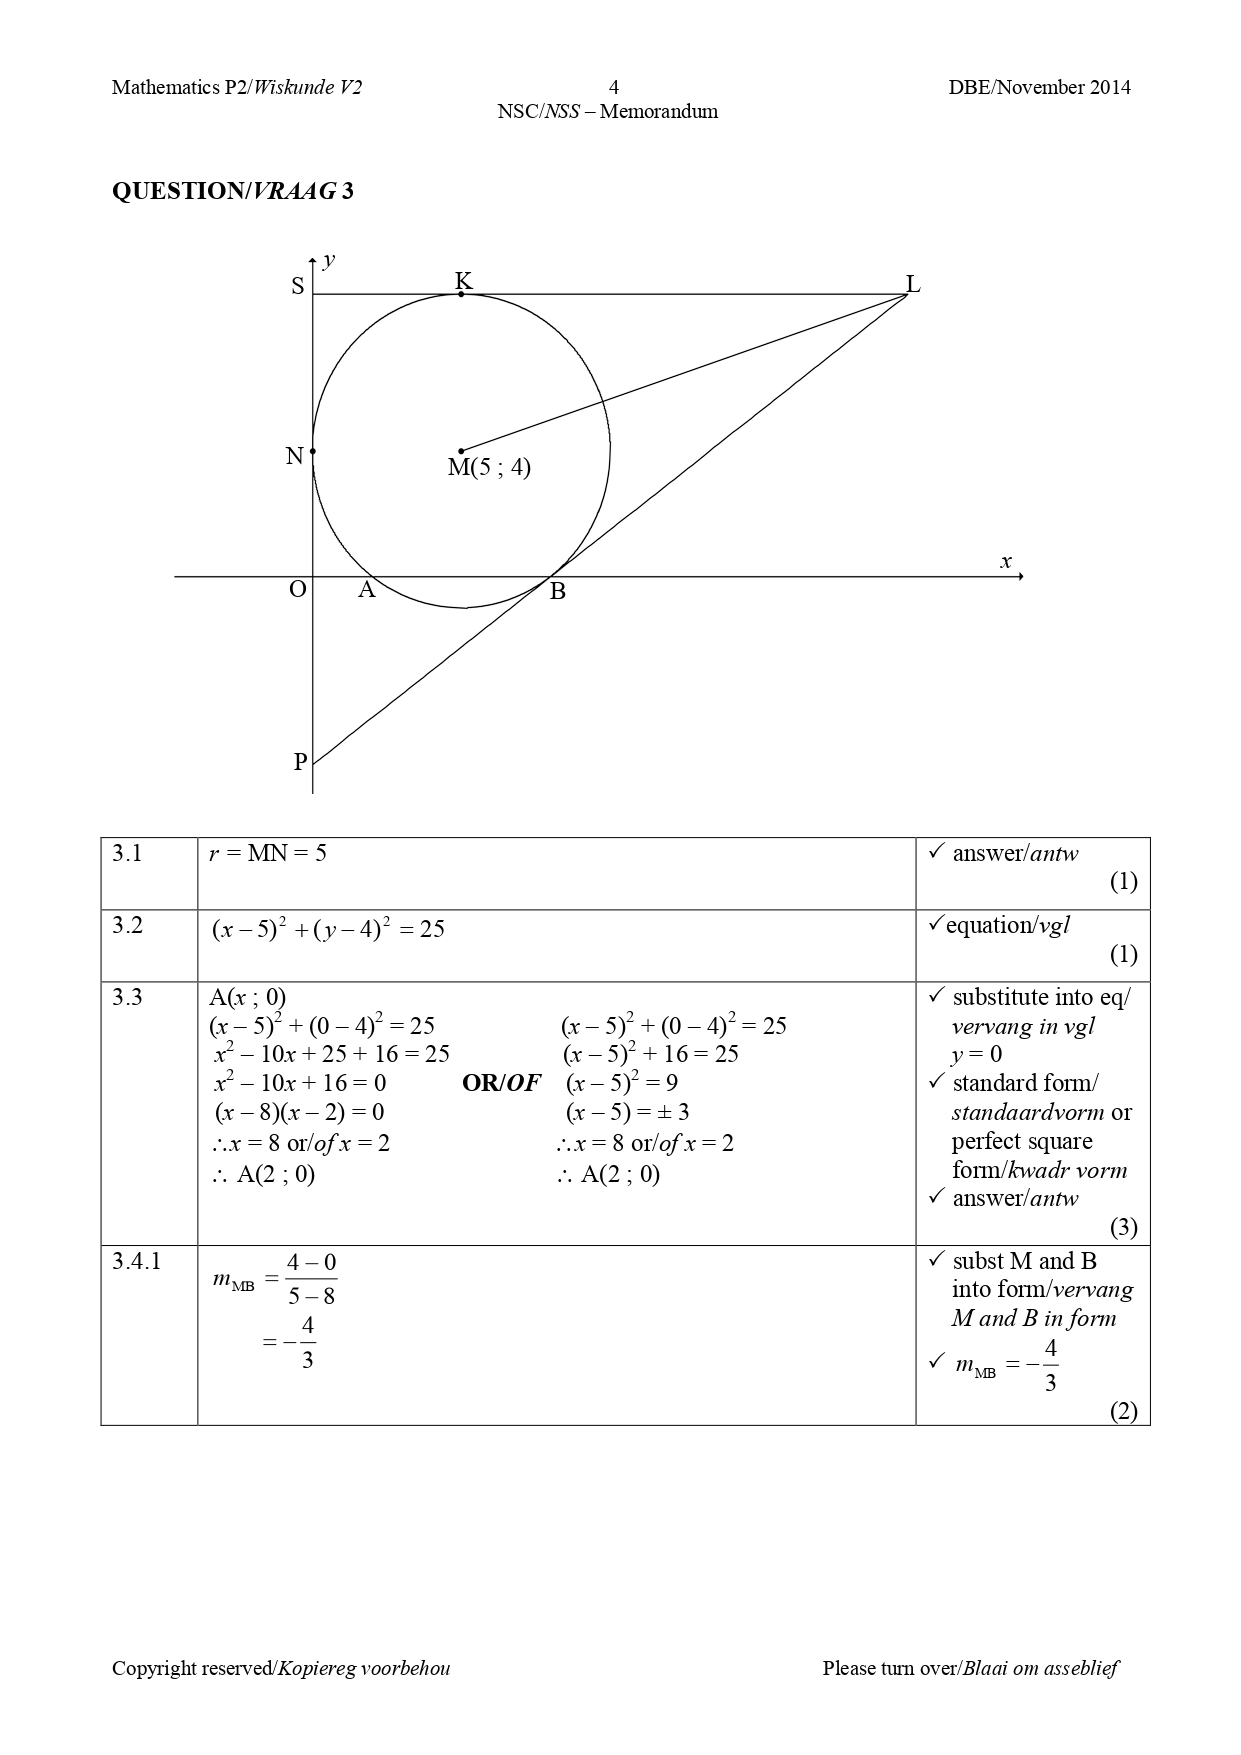 Mathematics P2/Wiskunde V2 4 DBE/November 2014
NSC/NSS – Memorandum
QUESTION/VRAAG 3
y
S K L
N
M(5 ; 4)
x
O A B
P
3.1 r = MN = 5 ✓ answer/antw
(1)
3.2 (x – 5)² + (y – 4)² = 25 ✓equation/vgl
(1)
3.3 A(x ; 0) ✓ substitute into eq/
(x – 5)² + (0 – 4)² = 25 (x – 5)² + (0 – 4)² = 25 vervang in vgl
x² – 10x + 25 + 16 = 25 (x – 5)² + 16 = 25 y = 0
x² – 10x + 16 = 0 OR/OF (x – 5)² = 9 ✓ standard form/
(x – 8)(x – 2) = 0 (x – 5) = ± 3 standaardvorm or
∴x = 8 or/of x = 2 ∴x = 8 or/of x = 2 perfect square
∴ A(2 ; 0) ∴ A(2 ; 0) form/kwadr vorm
✓ answer/antw
(3)
3.4.1 m_MB = (4 – 0)/(5 – 8) ✓ subst M and B
into form/vervang
M and B in form
= –4/3 ✓ m_MB = –4/3
(2)
Copyright reserved/Kopiereg voorbehou Please turn over/Blaai om asseblief